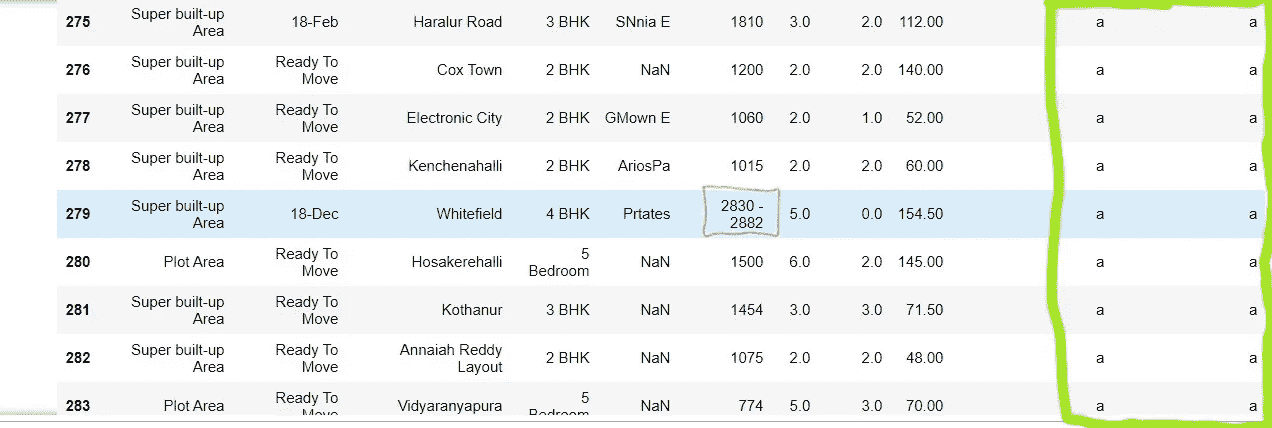 275 Super built-up Area 18-Feb Haralur Road 3 BHK SNnia E 1810 3.0 2.0 112.00 a a
276 Super built-up Area Ready To Move Cox Town 2 BHK NaN 1200 2.0 2.0 140.00 a a
277 Super built-up Area Ready To Move Electronic City 2 BHK GMown E 1060 2.0 1.0 52.00 a a
278 Super built-up Area Ready To Move Kenchenahalli 2 BHK AriosPa 1015 2.0 2.0 60.00 a a
279 Super built-up Area 18-Dec Whitefield 4 BHK Prtates 2830 - 2882 5.0 0.0 154.50 a a
280 Plot Area Ready To Move Hosakerehalli 5 Bedroom NaN 1500 6.0 2.0 145.00 a a
281 Super built-up Area Ready To Move Kothanur 3 BHK NaN 1454 3.0 3.0 71.50 a a
282 Super built-up Area Ready To Move Annaiah Reddy Layout 2 BHK NaN 1075 2.0 2.0 48.00 a a
283 Plot Area Ready To Move Vidyaranyapura 5 Bedroom NaN 774 5.0 3.0 70.00 a a